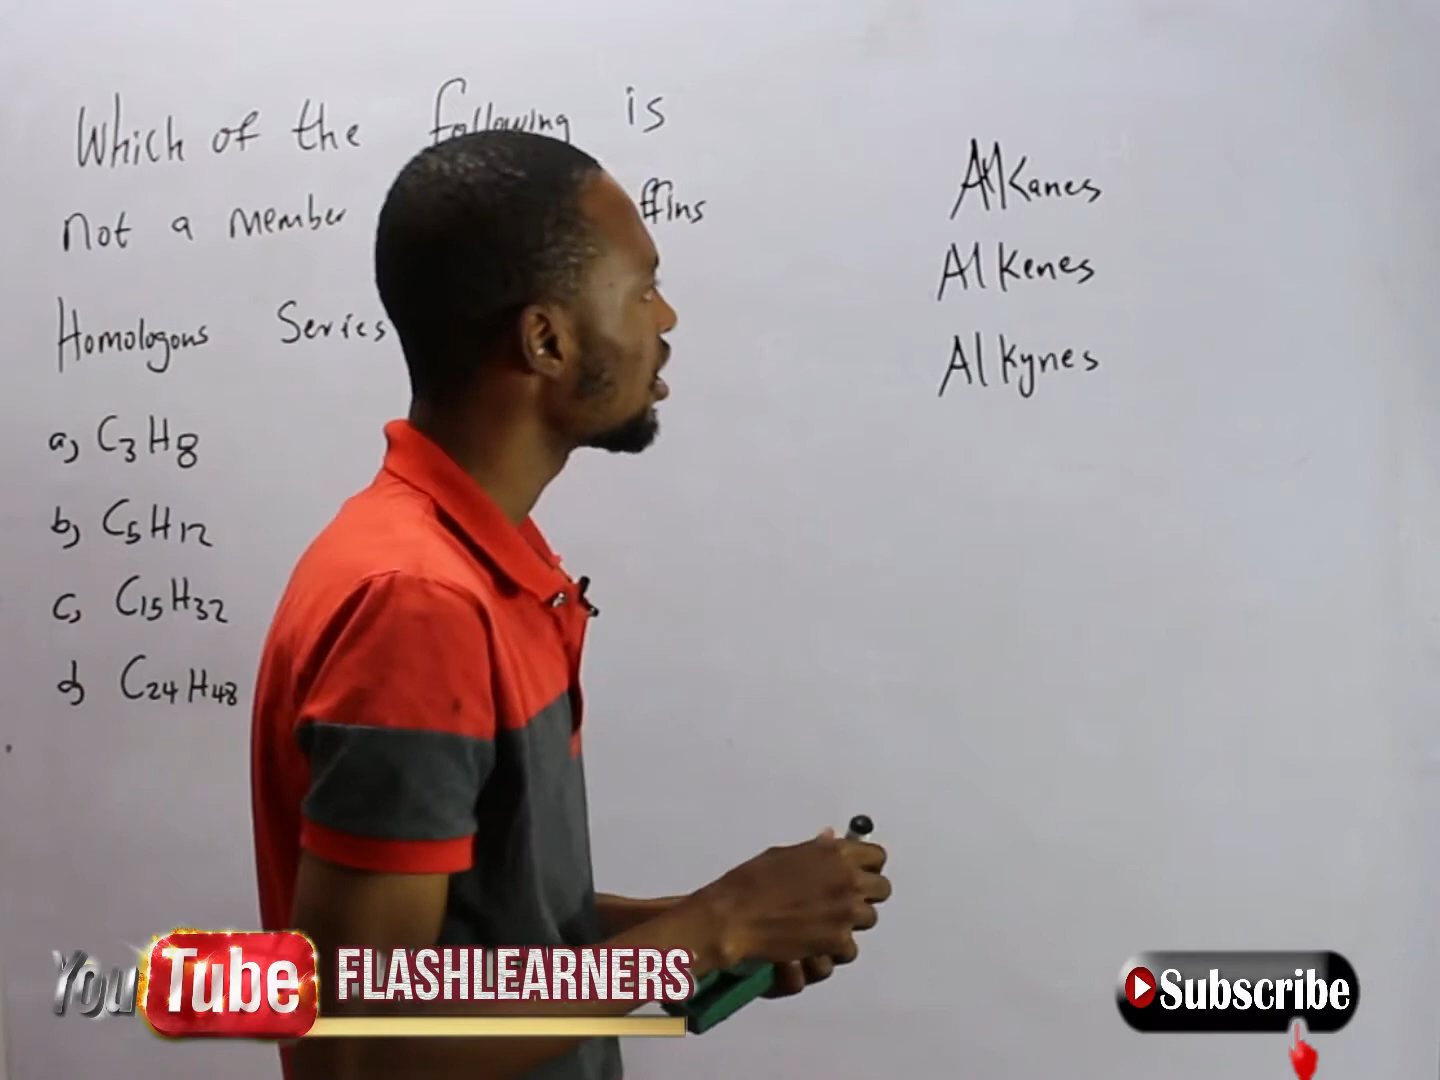 Which of the following is
not a member ffins
Homologous Series
a, C3H8
b, C5H12
c, C15H32
d, C24H48
Alkanes
Alkenes
Alkynes
YouTube FLASHLEARNERS
Subscribe